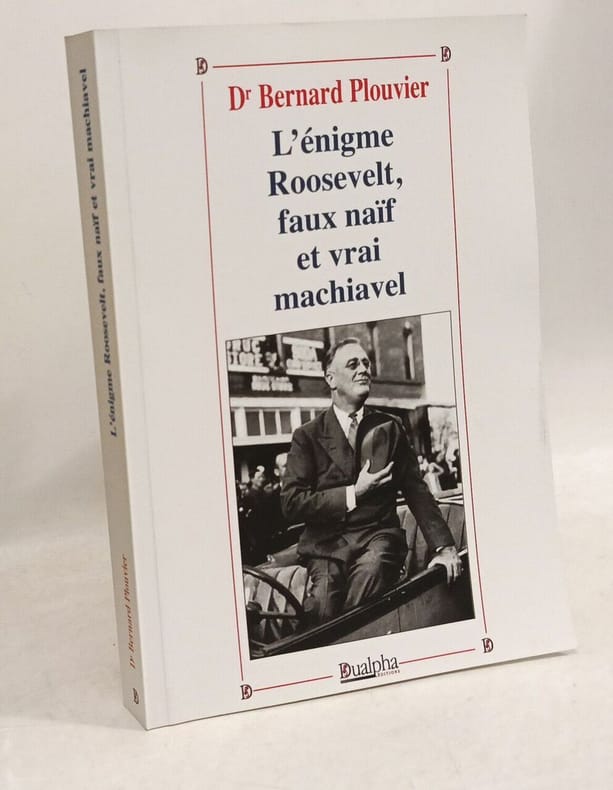 Dr Bernard Plouvier
L'énigme
Roosevelt,
faux naïf
et vrai
machiavel
Dualpha
ÉDITIONS
L'énigme Roosevelt, faux naïf et vrai machiavel
Dr Bernard Plouvier